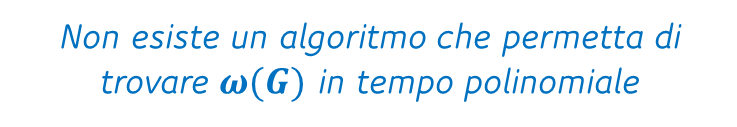 Non esiste un algoritmo che permetta di
trovare ω(G) in tempo polinomiale